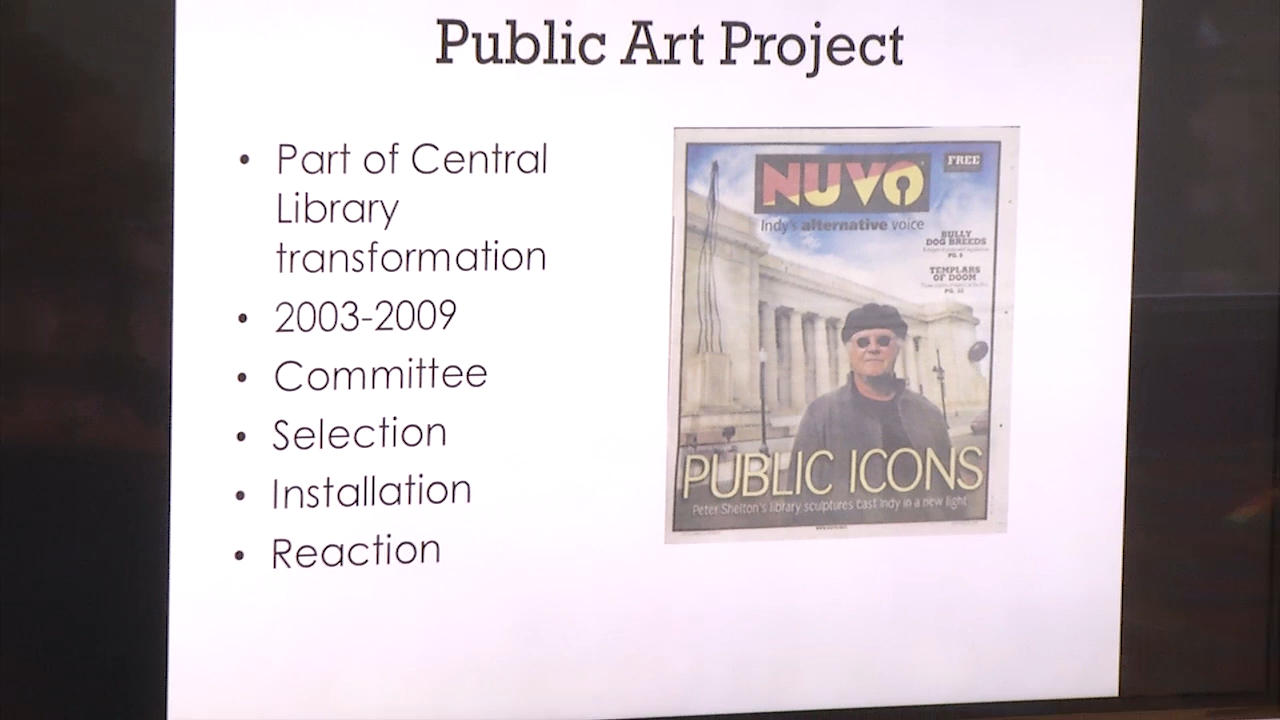 Public Art Project
• Part of Central
Library
transformation
• 2003-2009
• Committee
• Selection
• Installation
• Reaction
FREE
NUVO
Indy's alternative voice
BULLY
DOG BREEDS
TEMPLARS
OF DOOM
PUBLIC ICONS
Peter Shelton's library sculptures cast Indy in a new light